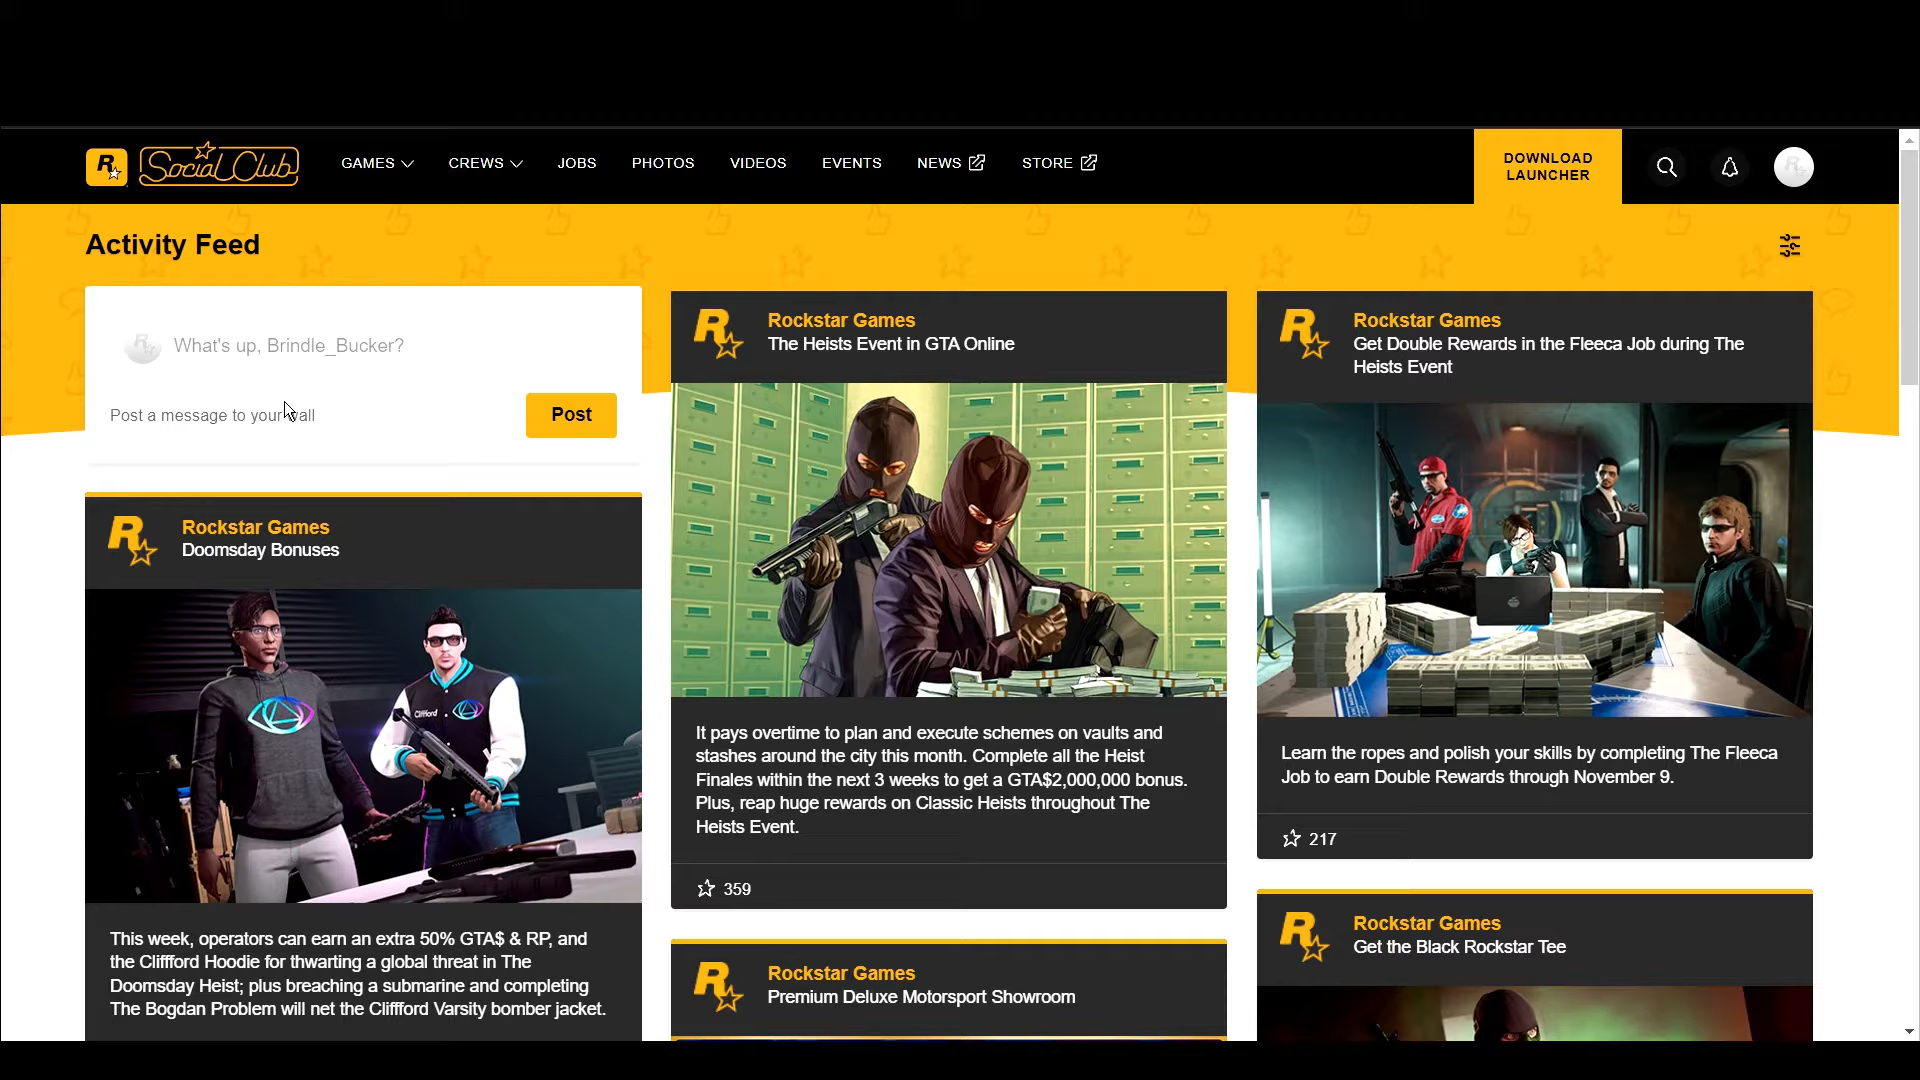 R Social Club
GAMES
CREWS
JOBS
PHOTOS
VIDEOS
EVENTS
NEWS
STORE
DOWNLOAD
LAUNCHER
Activity Feed
What's up, Brindle_Bucker?
Post a message to your wall
Post
Rockstar Games
Doomsday Bonuses
Cliffford
This week, operators can earn an extra 50% GTA$ & RP, and
the Cliffford Hoodie for thwarting a global threat in The
Doomsday Heist; plus breaching a submarine and completing
The Bogdan Problem will net the Cliffford Varsity bomber jacket.
Rockstar Games
The Heists Event in GTA Online
It pays overtime to plan and execute schemes on vaults and
stashes around the city this month. Complete all the Heist
Finales within the next 3 weeks to get a GTA$2,000,000 bonus.
Plus, reap huge rewards on Classic Heists throughout The
Heists Event.
359
Rockstar Games
Premium Deluxe Motorsport Showroom
Rockstar Games
Get Double Rewards in the Fleeca Job during The
Heists Event
Learn the ropes and polish your skills by completing The Fleeca
Job to earn Double Rewards through November 9.
217
Rockstar Games
Get the Black Rockstar Tee